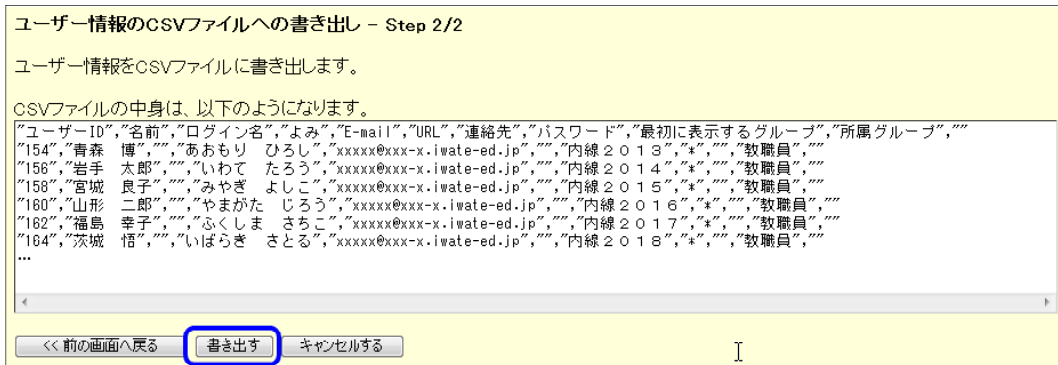 ユーザー情報のCSVファイルへの書き出し - Step 2/2
ユーザー情報をCSVファイルに書き出します。
CSVファイルの中身は、以下のようになります。
"ユーザーID","名前","ログイン名","よみ","E-mail","URL","連絡先","パスワード","最初に表示するグループ","所属グループ",""
"154","青森　博","","あおもり　ひろし","xxxxx@xxx-x.iwate-ed.jp","","内線２０１３","*","","教職員",""
"156","岩手　太郎","","いわて　たろう","xxxxx@xxx-x.iwate-ed.jp","","内線２０１４","*","","教職員",""
"158","宮城　良子","","みやぎ　よしこ","xxxxx@xxx-x.iwate-ed.jp","","内線２０１５","*","","教職員",""
"160","山形　二郎","","やまがた　じろう","xxxxx@xxx-x.iwate-ed.jp","","内線２０１６","*","","教職員",""
"162","福島　幸子","","ふくしま　さちこ","xxxxx@xxx-x.iwate-ed.jp","","内線２０１７","*","","教職員",""
"164","茨城　悟","","いばらき　さとる","xxxxx@xxx-x.iwate-ed.jp","","内線２０１８","*","","教職員",""
...
<< 前の画面へ戻る　書き出す　キャンセルする